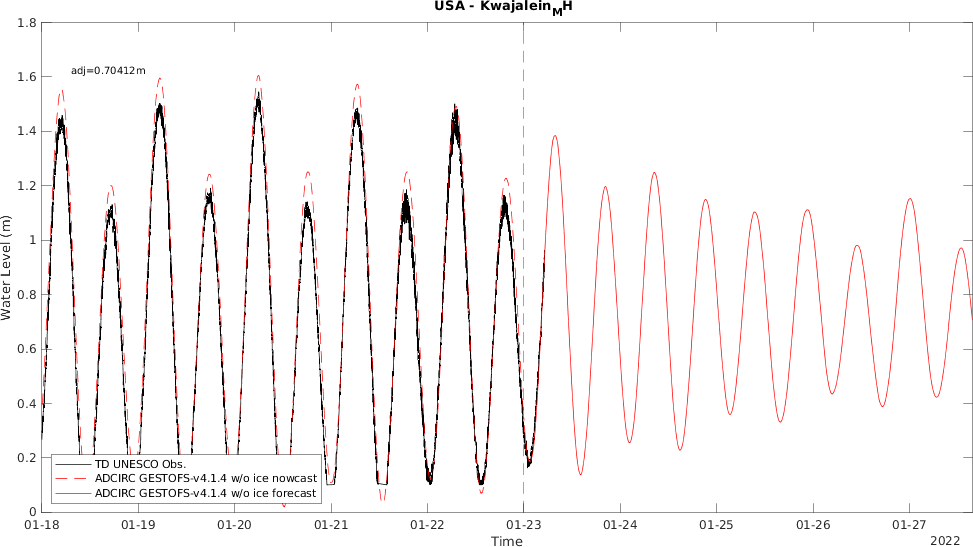 USA - Kwajalein_MH
adj=0.70412m
1.8
1.6
1.4
1.2
1
0.8
0.6
0.4
0.2
0
Water Level (m)
TD UNESCO Obs.
ADCIRC GESTOFS-v4.1.4 w/o ice nowcast
ADCIRC GESTOFS-v4.1.4 w/o ice forecast
01-18 01-19 01-20 01-21 01-22 01-23 01-24 01-25 01-26 01-27
Time
2022